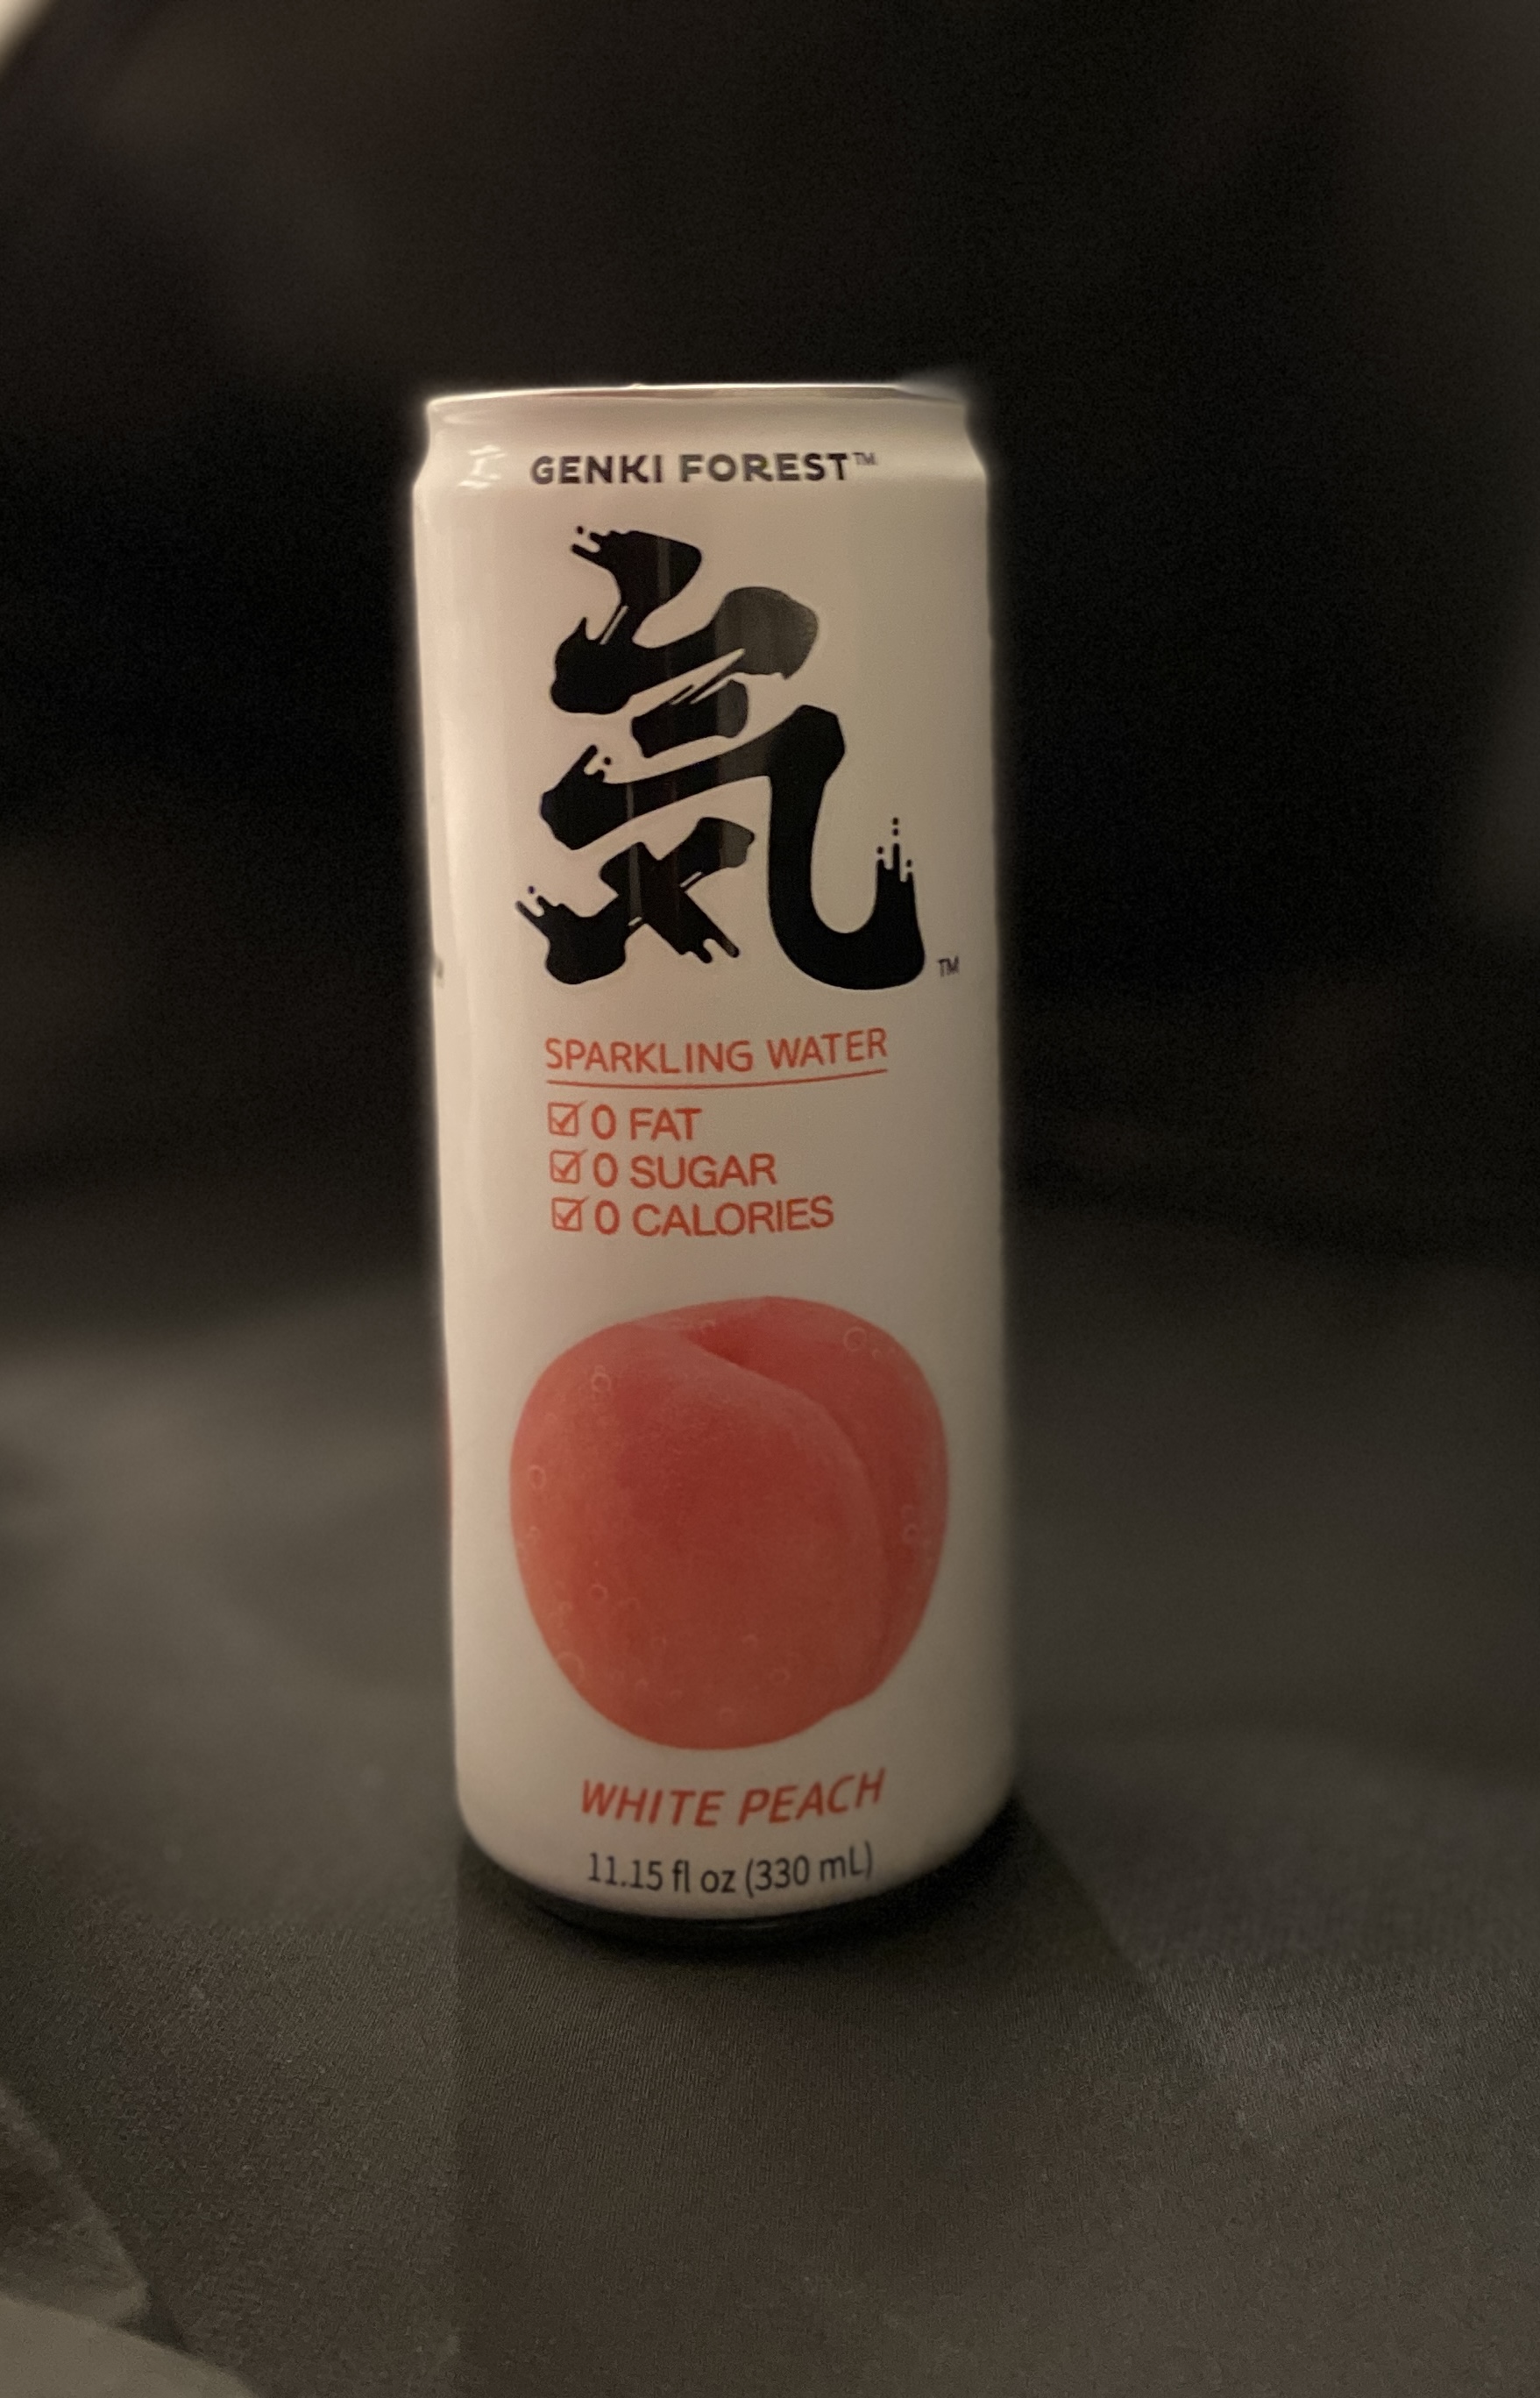 GENKI FOREST™
氣™
SPARKLING WATER
☑ 0 FAT
☑ 0 SUGAR
☑ 0 CALORIES
WHITE PEACH
11.15 fl oz (330 mL)